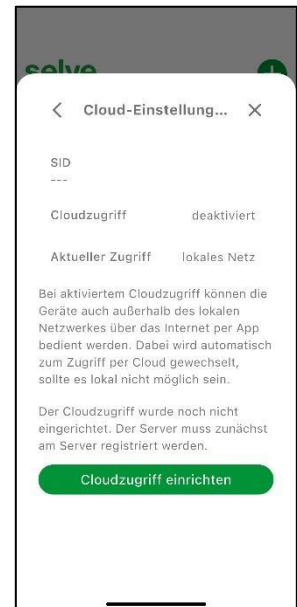 selve
Cloud-Einstellung...
SID
---
Cloudzugriff deaktiviert
Aktueller Zugriff lokales Netz
Bei aktiviertem Cloudzugriff können die
Geräte auch außerhalb des lokalen
Netzwerkes über das Internet per App
bedient werden. Dabei wird automatisch
zum Zugriff per Cloud gewechselt,
sollte es lokal nicht möglich sein.
Der Cloudzugriff wurde noch nicht
eingerichtet. Der Server muss zunächst
am Server registriert werden.
Cloudzugriff einrichten